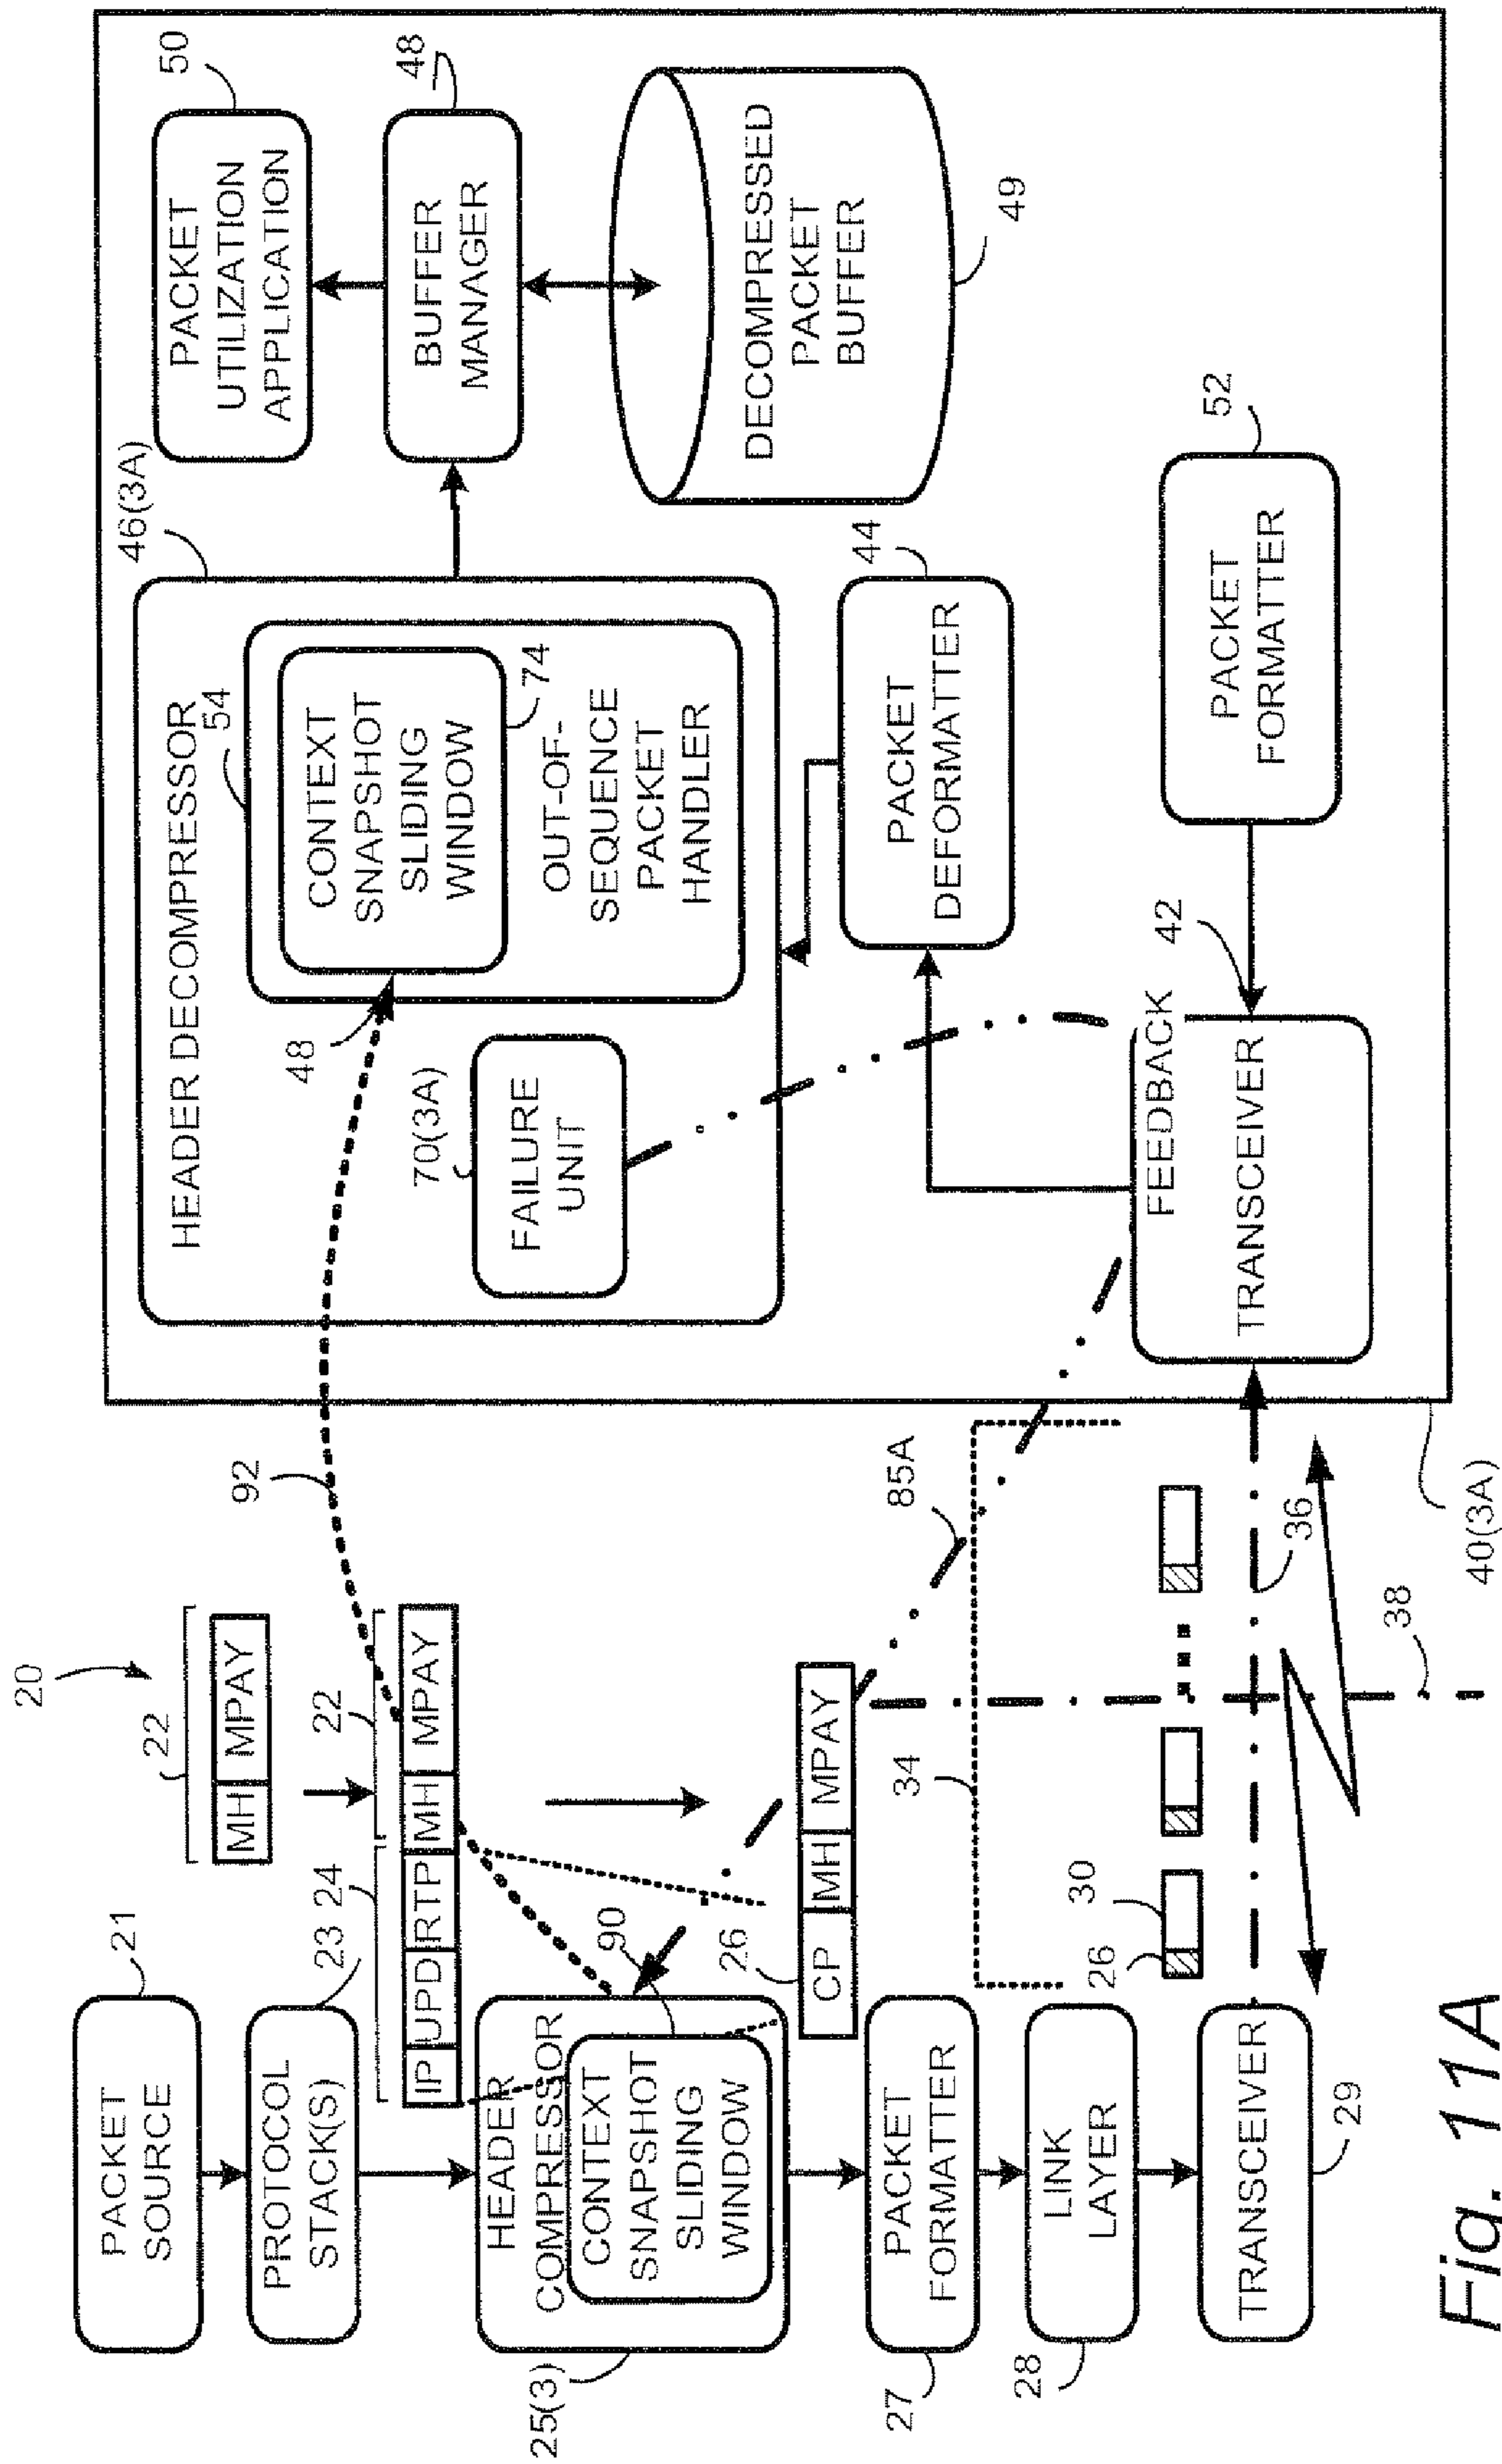 20
22
MH MPAY
PACKET
SOURCE
21
PROTOCOL
STACK(S)
23
24
22
IP UPD RTP MH MPAY
92
HEADER
COMPRESSOR
CONTEXT
SNAPSHOT
SLIDING
WINDOW
25(3)
90
26
CP MH MPAY
PACKET
FORMATTER
27
LINK
LAYER
28
TRANSCEIVER
29
34
85A
26
30
36
38
40(3A)
HEADER DECOMPRESSOR
46(3A)
54
CONTEXT
SNAPSHOT
SLIDING
WINDOW
74
OUT-OF-
SEQUENCE
PACKET
HANDLER
48
70(3A)
FAILURE
UNIT
PACKET
UTILIZATION
APPLICATION
50
BUFFER
MANAGER
48
DECOMPRESSED
PACKET
BUFFER
49
PACKET
DEFORMATTER
44
FEEDBACK
TRANSCEIVER
42
PACKET
FORMATTER
52
Fig. 11A